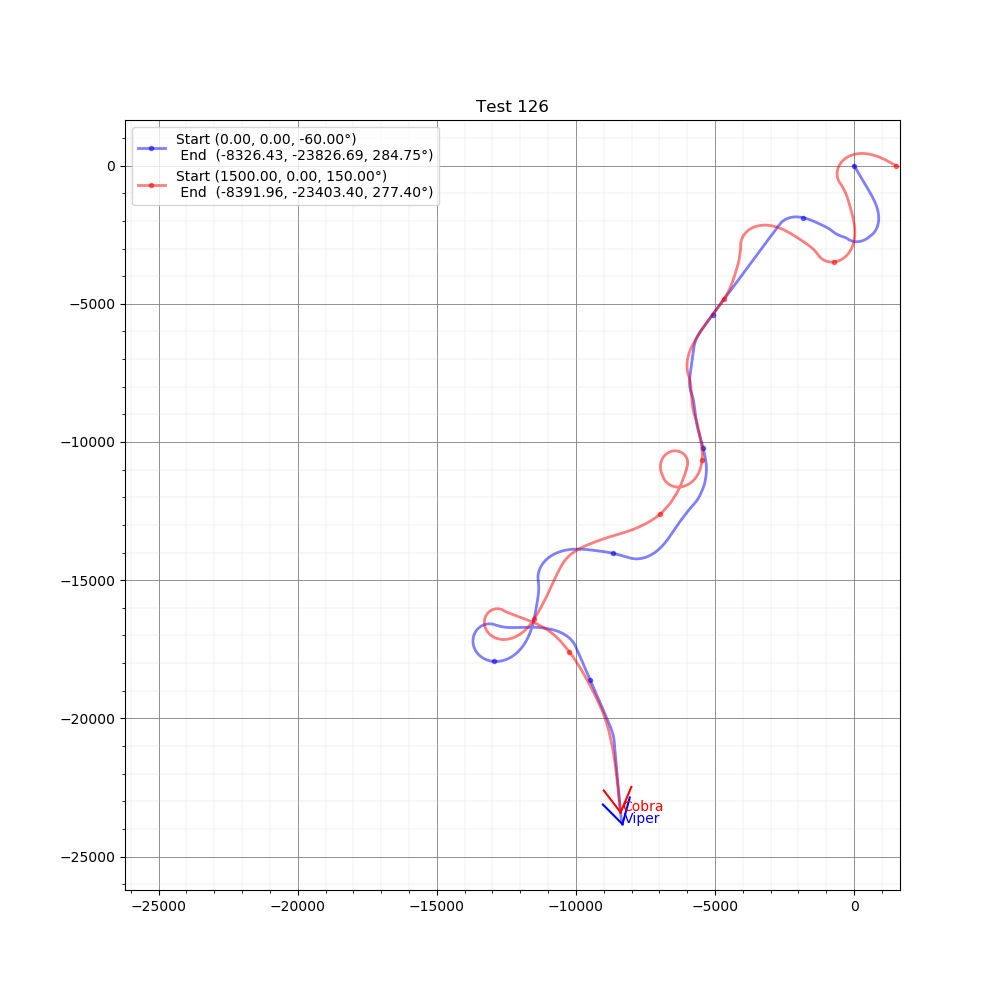 Test 126
Start (0.00, 0.00, -60.00°)
End (-8326.43, -23826.69, 284.75°)
Start (1500.00, 0.00, 150.00°)
End (-8391.96, -23403.40, 277.40°)
0
−5000
−10000
−15000
−20000
−25000
Cobra
Viper
−25000 −20000 −15000 −10000 −5000 0